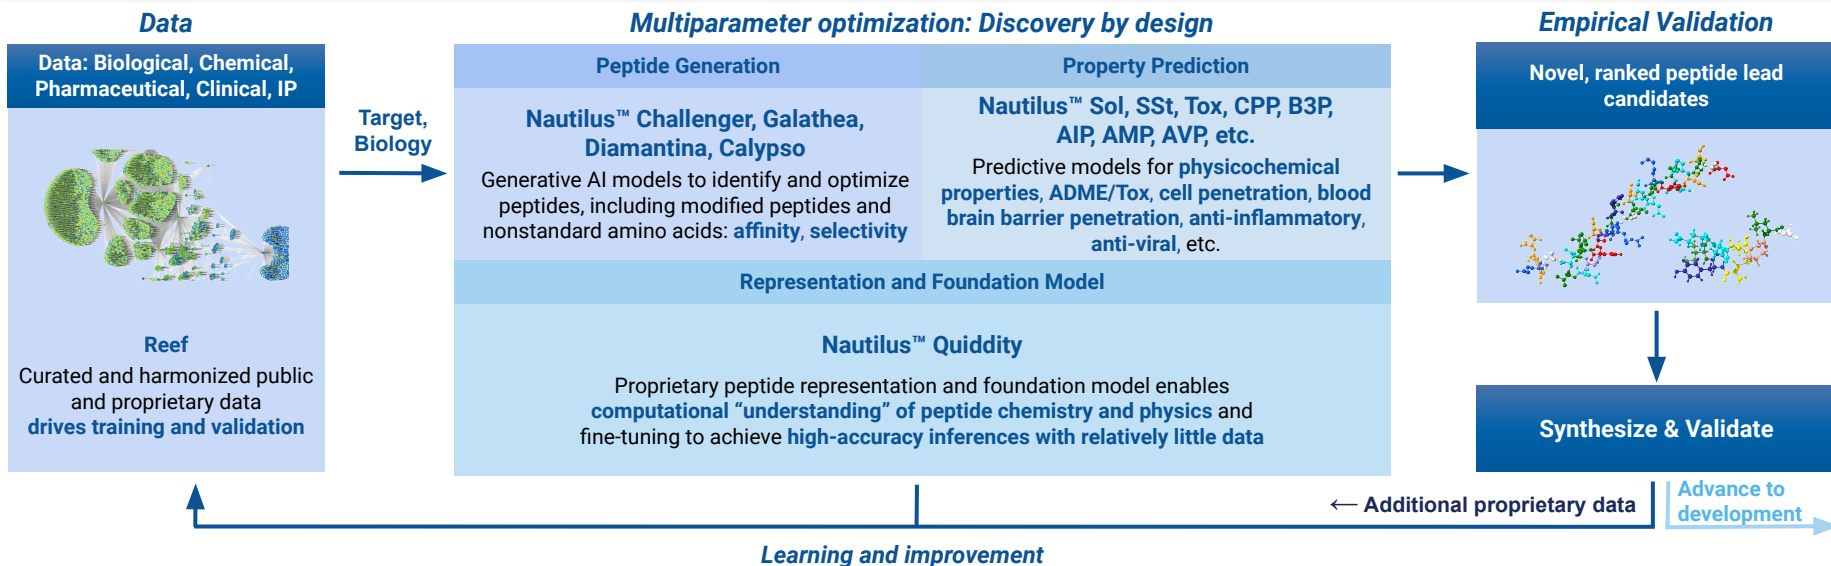 Data
Data: Biological, Chemical,
Pharmaceutical, Clinical, IP
Reef
Curated and harmonized public
and proprietary data
drives training and validation
Target,
Biology
Multiparameter optimization: Discovery by design
Peptide Generation
Nautilus™ Challenger, Galathea,
Diamantina, Calypso
Generative AI models to identify and optimize
peptides, including modified peptides and
nonstandard amino acids: affinity, selectivity
Property Prediction
Nautilus™ Sol, SSt, Tox, CPP, B3P,
AIP, AMP, AVP, etc.
Predictive models for physicochemical
properties, ADME/Tox, cell penetration, blood
brain barrier penetration, anti-inflammatory,
anti-viral, etc.
Representation and Foundation Model
Nautilus™ Quiddity
Proprietary peptide representation and foundation model enables
computational “understanding” of peptide chemistry and physics and
fine-tuning to achieve high-accuracy inferences with relatively little data
Empirical Validation
Novel, ranked peptide lead
candidates
Synthesize & Validate
← Additional proprietary data
Advance to
development
Learning and improvement